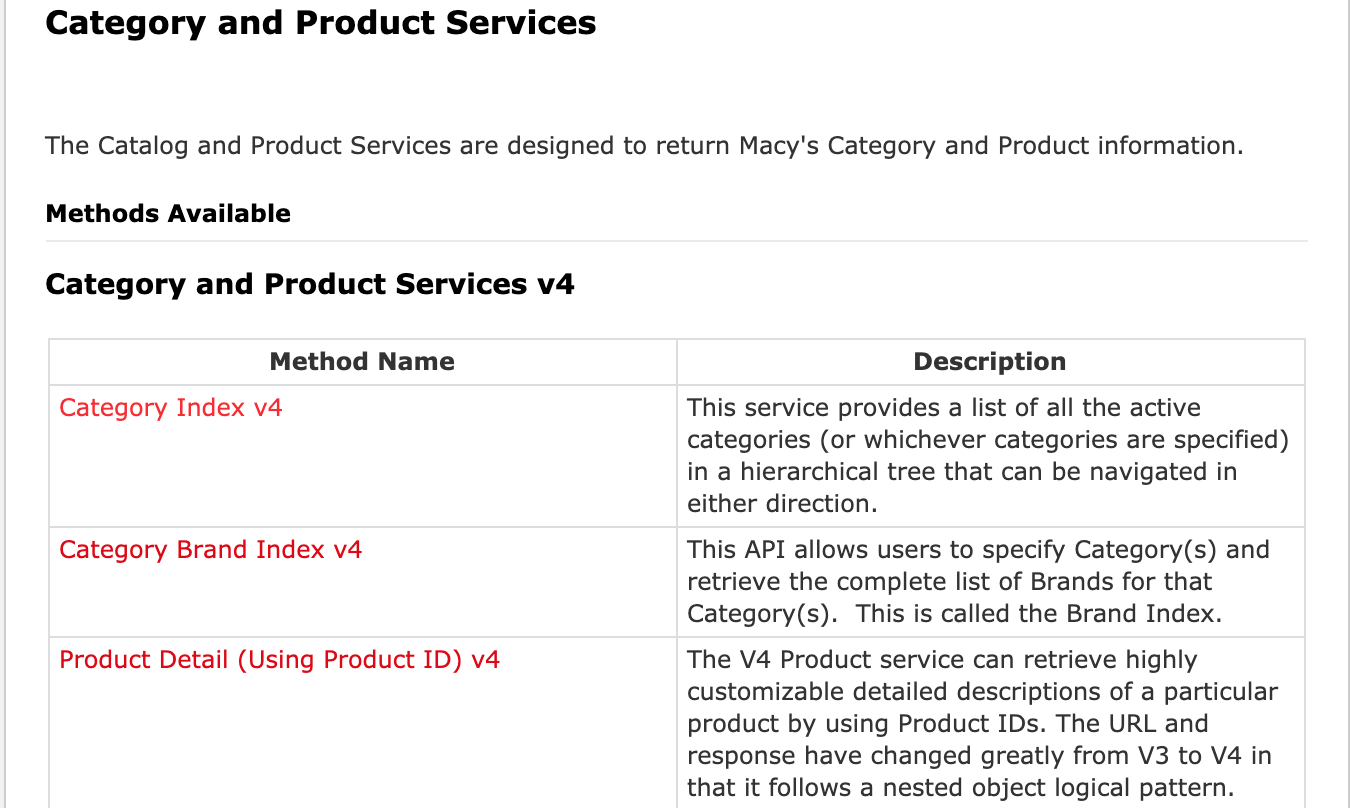 Category and Product Services
The Catalog and Product Services are designed to return Macy's Category and Product information.
Methods Available
Category and Product Services v4
Method Name
Description
Category Index v4
This service provides a list of all the active
categories (or whichever categories are specified)
in a hierarchical tree that can be navigated in
either direction.
Category Brand Index v4
This API allows users to specify Category(s) and
retrieve the complete list of Brands for that
Category(s).  This is called the Brand Index.
Product Detail (Using Product ID) v4
The V4 Product service can retrieve highly
customizable detailed descriptions of a particular
product by using Product IDs. The URL and
response have changed greatly from V3 to V4 in
that it follows a nested object logical pattern.